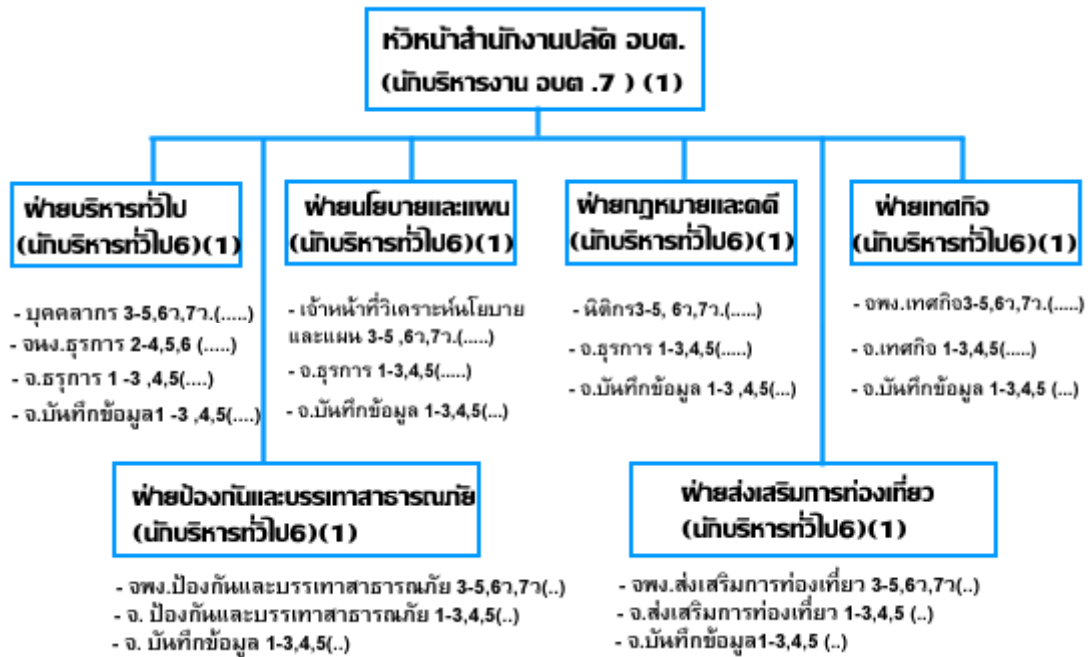 หัวหน้าสำนักงานปลัด อบต.
(นักบริหารงาน อบต .7 ) (1)
ฝ่ายบริหารทั่วไป
(นักบริหารทั่วไป6)(1)
- บุคคลากร 3-5,6ว,7ว.(.....)
- จนง.ธุรการ 2-4,5,6 (.....)
- จ.ธรุการ 1 -3 ,4,5(....)
- จ.บันทึกข้อมูล1 -3 ,4,5(....)
ฝ่ายนโยบายและแพน
(นักบริหารทั่วไป6)(1)
- เจ้าหน้าที่วิเคราะห์นโยบาย
และแผน 3-5 ,6ว,7ว.(.....)
- จ.ธุรการ 1-3,4,5(.....)
- จ.บันทึกข้อมูล 1-3,4,5(...)
ฝ่ายกฎหมายและคดี
(นักบริหารทั่วไป6)(1)
- นิติกร3-5, 6ว,7ว.(.....)
- จ.ธุรการ 1-3,4,5(.....)
- จ.บันทึกข้อมูล 1-3 ,4,5(...)
ฝ่ายเทศกิจ
(นักบริหารทั่วไป6)(1)
- จพง.เทศกิจ3-5,6ว,7ว.(.....)
- จ.เทศกิจ 1-3,4,5(.....)
- จ.บันทึกข้อมูล 1-3,4,5 (...)
ฝ่ายป้องกันและบรรเทาสาธารณภัย
(นักบริหารทั่วไป6)(1)
- จพง.ป้องกันและบรรเทาสาธารณภัย 3-5,6ว,7ว(..)
- จ. ป้องกันและบรรเทาสาธารณภัย 1-3,4,5(..)
- จ. บันทึกข้อมูล 1-3,4,5(..)
ฝ่ายส่งเสริมการท่องเที่ยว
(นักบริหารทั่วไป6)(1)
- จพง.ส่งเสริมการท่องเที่ยว 3-5,6ว,7ว(..)
- จ.ส่งเสริมการท่องเที่ยว 1-3,4,5 (..)
- จ.บันทึกข้อมูล1-3,4,5 (..)